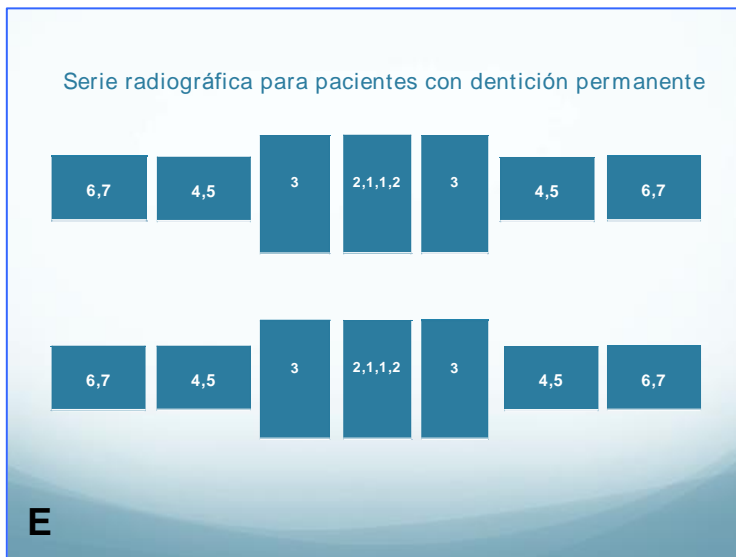 Serie radiográfica para pacientes con dentición permanente
6,7 4,5 3 2,1,1,2 3 4,5 6,7
6,7 4,5 3 2,1,1,2 3 4,5 6,7
E